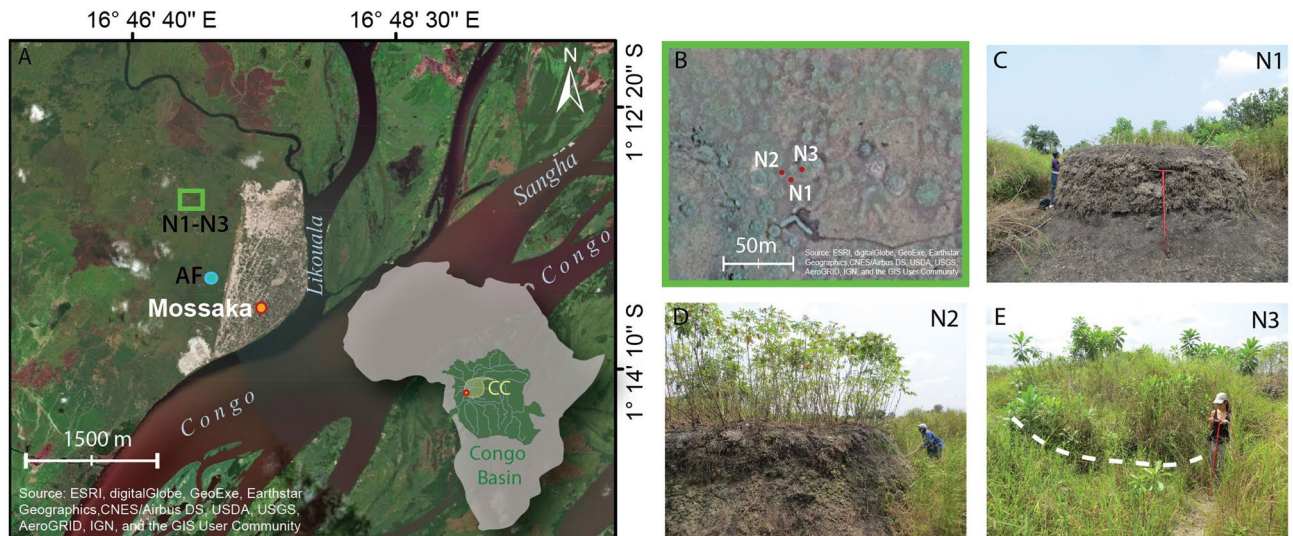 16° 46' 40" E
16° 48' 30" E
A
N
1° 12' 20" S
1° 14' 10" S
Sangha
Likouala
Congo
N1-N3
AF
Mossaka
Congo
CC
Congo
Basin
1500 m
Source: ESRI, digitalGlobe, GeoExe, Earthstar
Geographics,CNES/Airbus DS, USDA, USGS,
AeroGRID, IGN, and the GIS User Community
B
N2
N3
N1
50m
Source: ESRI, digitalGlobe, GeoExe, Earthstar
Geographics,CNES/Airbus DS, USDA, USGS,
AeroGRID, IGN, and the GIS User Community
C
N1
D
N2
E
N3